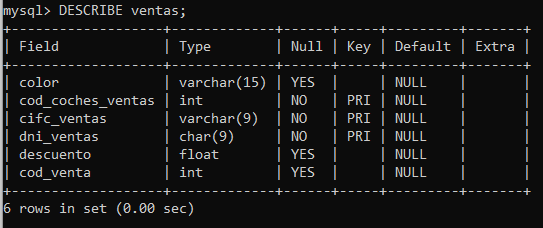 mysql> DESCRIBE ventas;
+------------------+-------------+------+-----+---------+-------+
| Field            | Type        | Null | Key | Default | Extra |
+------------------+-------------+------+-----+---------+-------+
| color            | varchar(15) | YES  |     | NULL    |       |
| cod_coches_ventas | int         | NO   | PRI | NULL    |       |
| cifc_ventas      | varchar(9)  | NO   | PRI | NULL    |       |
| dni_ventas       | char(9)     | NO   | PRI | NULL    |       |
| descuento        | float       | YES  |     | NULL    |       |
| cod_venta        | int         | YES  |     | NULL    |       |
+------------------+-------------+------+-----+---------+-------+
6 rows in set (0.00 sec)